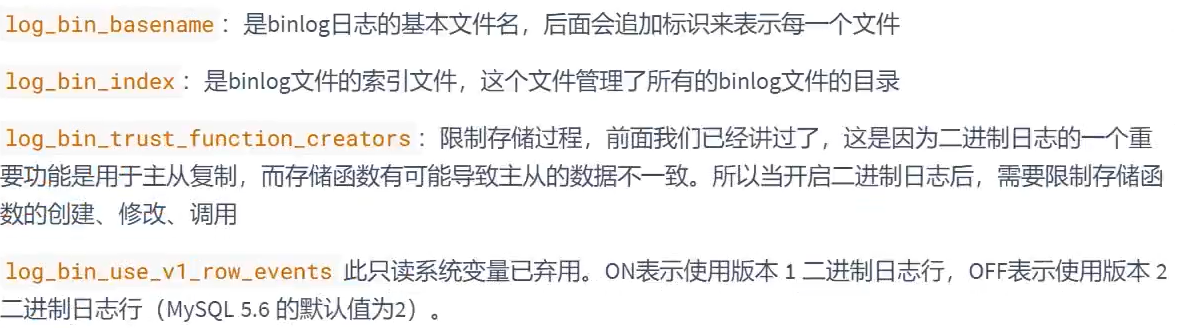 log_bin_basename：是binlog日志的基本文件名，后面会追加标识来表示每一个文件
log_bin_index：是binlog文件的索引文件，这个文件管理了所有的binlog文件的目录
log_bin_trust_function_creators：限制存储过程，前面我们已经讲过了，这是因为二进制日志的一个重
要功能是用于主从复制，而存储函数有可能导致主从的数据不一致。所以当开启二进制日志后，需要限制存储函
数的创建、修改、调用
log_bin_use_v1_row_events 此只读系统变量已弃用。ON表示使用版本 1 二进制日志行，OFF表示使用版本 2
二进制日志行（MySQL 5.6 的默认值为2）。